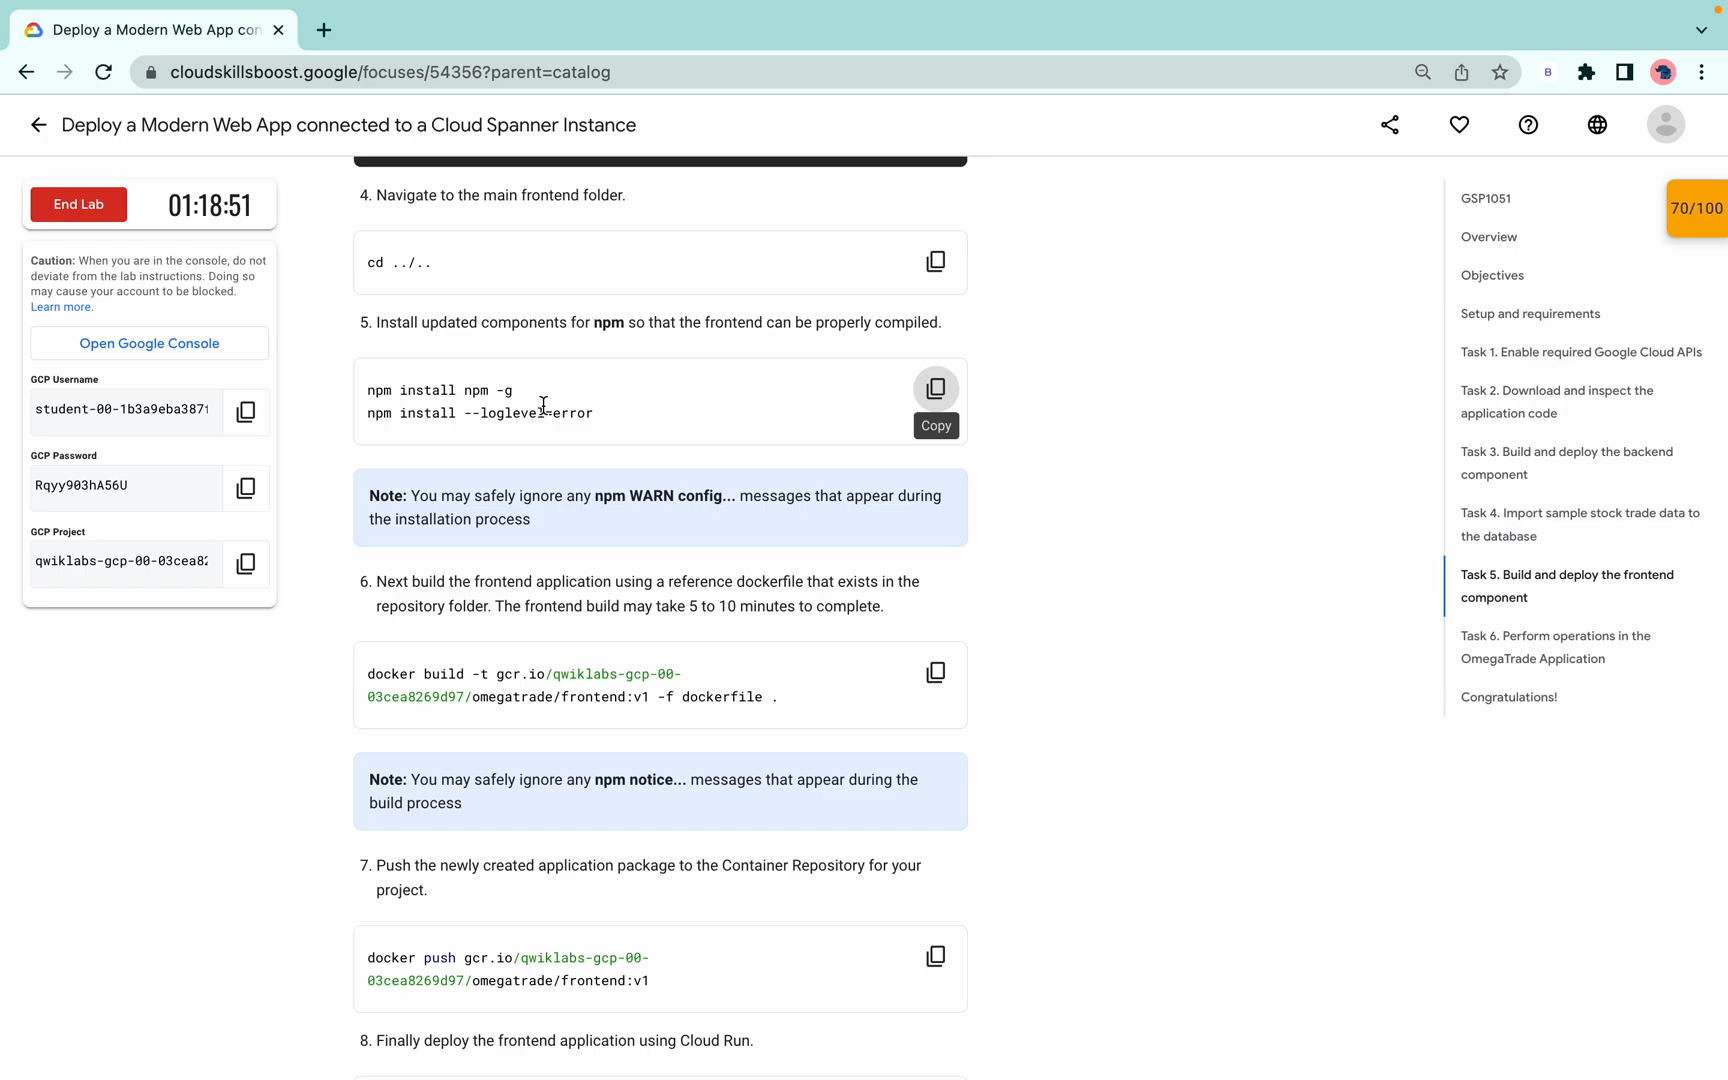 Deploy a Modern Web App con
cloudskillsboost.google/focuses/54356?parent=catalog
B
Deploy a Modern Web App connected to a Cloud Spanner Instance
End Lab
01:18:51
Caution: When you are in the console, do not
deviate from the lab instructions. Doing so
may cause your account to be blocked.
Learn more.
Open Google Console
GCP Username
student-00-1b3a9eba387f
GCP Password
Rqyy903hA56U
GCP Project
qwiklabs-gcp-00-03cea82
4. Navigate to the main frontend folder.
cd ../..
5. Install updated components for npm so that the frontend can be properly compiled.
npm install npm -g
npm install --loglevel=error
Copy
Note: You may safely ignore any npm WARN config... messages that appear during
the installation process
6. Next build the frontend application using a reference dockerfile that exists in the
repository folder. The frontend build may take 5 to 10 minutes to complete.
docker build -t gcr.io/qwiklabs-gcp-00-
03cea8269d97/omegatrade/frontend:v1 -f dockerfile .
Note: You may safely ignore any npm notice... messages that appear during the
build process
7. Push the newly created application package to the Container Repository for your
project.
docker push gcr.io/qwiklabs-gcp-00-
03cea8269d97/omegatrade/frontend:v1
8. Finally deploy the frontend application using Cloud Run.
GSP1051
Overview
Objectives
Setup and requirements
Task 1. Enable required Google Cloud APIs
Task 2. Download and inspect the
application code
Task 3. Build and deploy the backend
component
Task 4. Import sample stock trade data to
the database
Task 5. Build and deploy the frontend
component
Task 6. Perform operations in the
OmegaTrade Application
Congratulations!
70/100